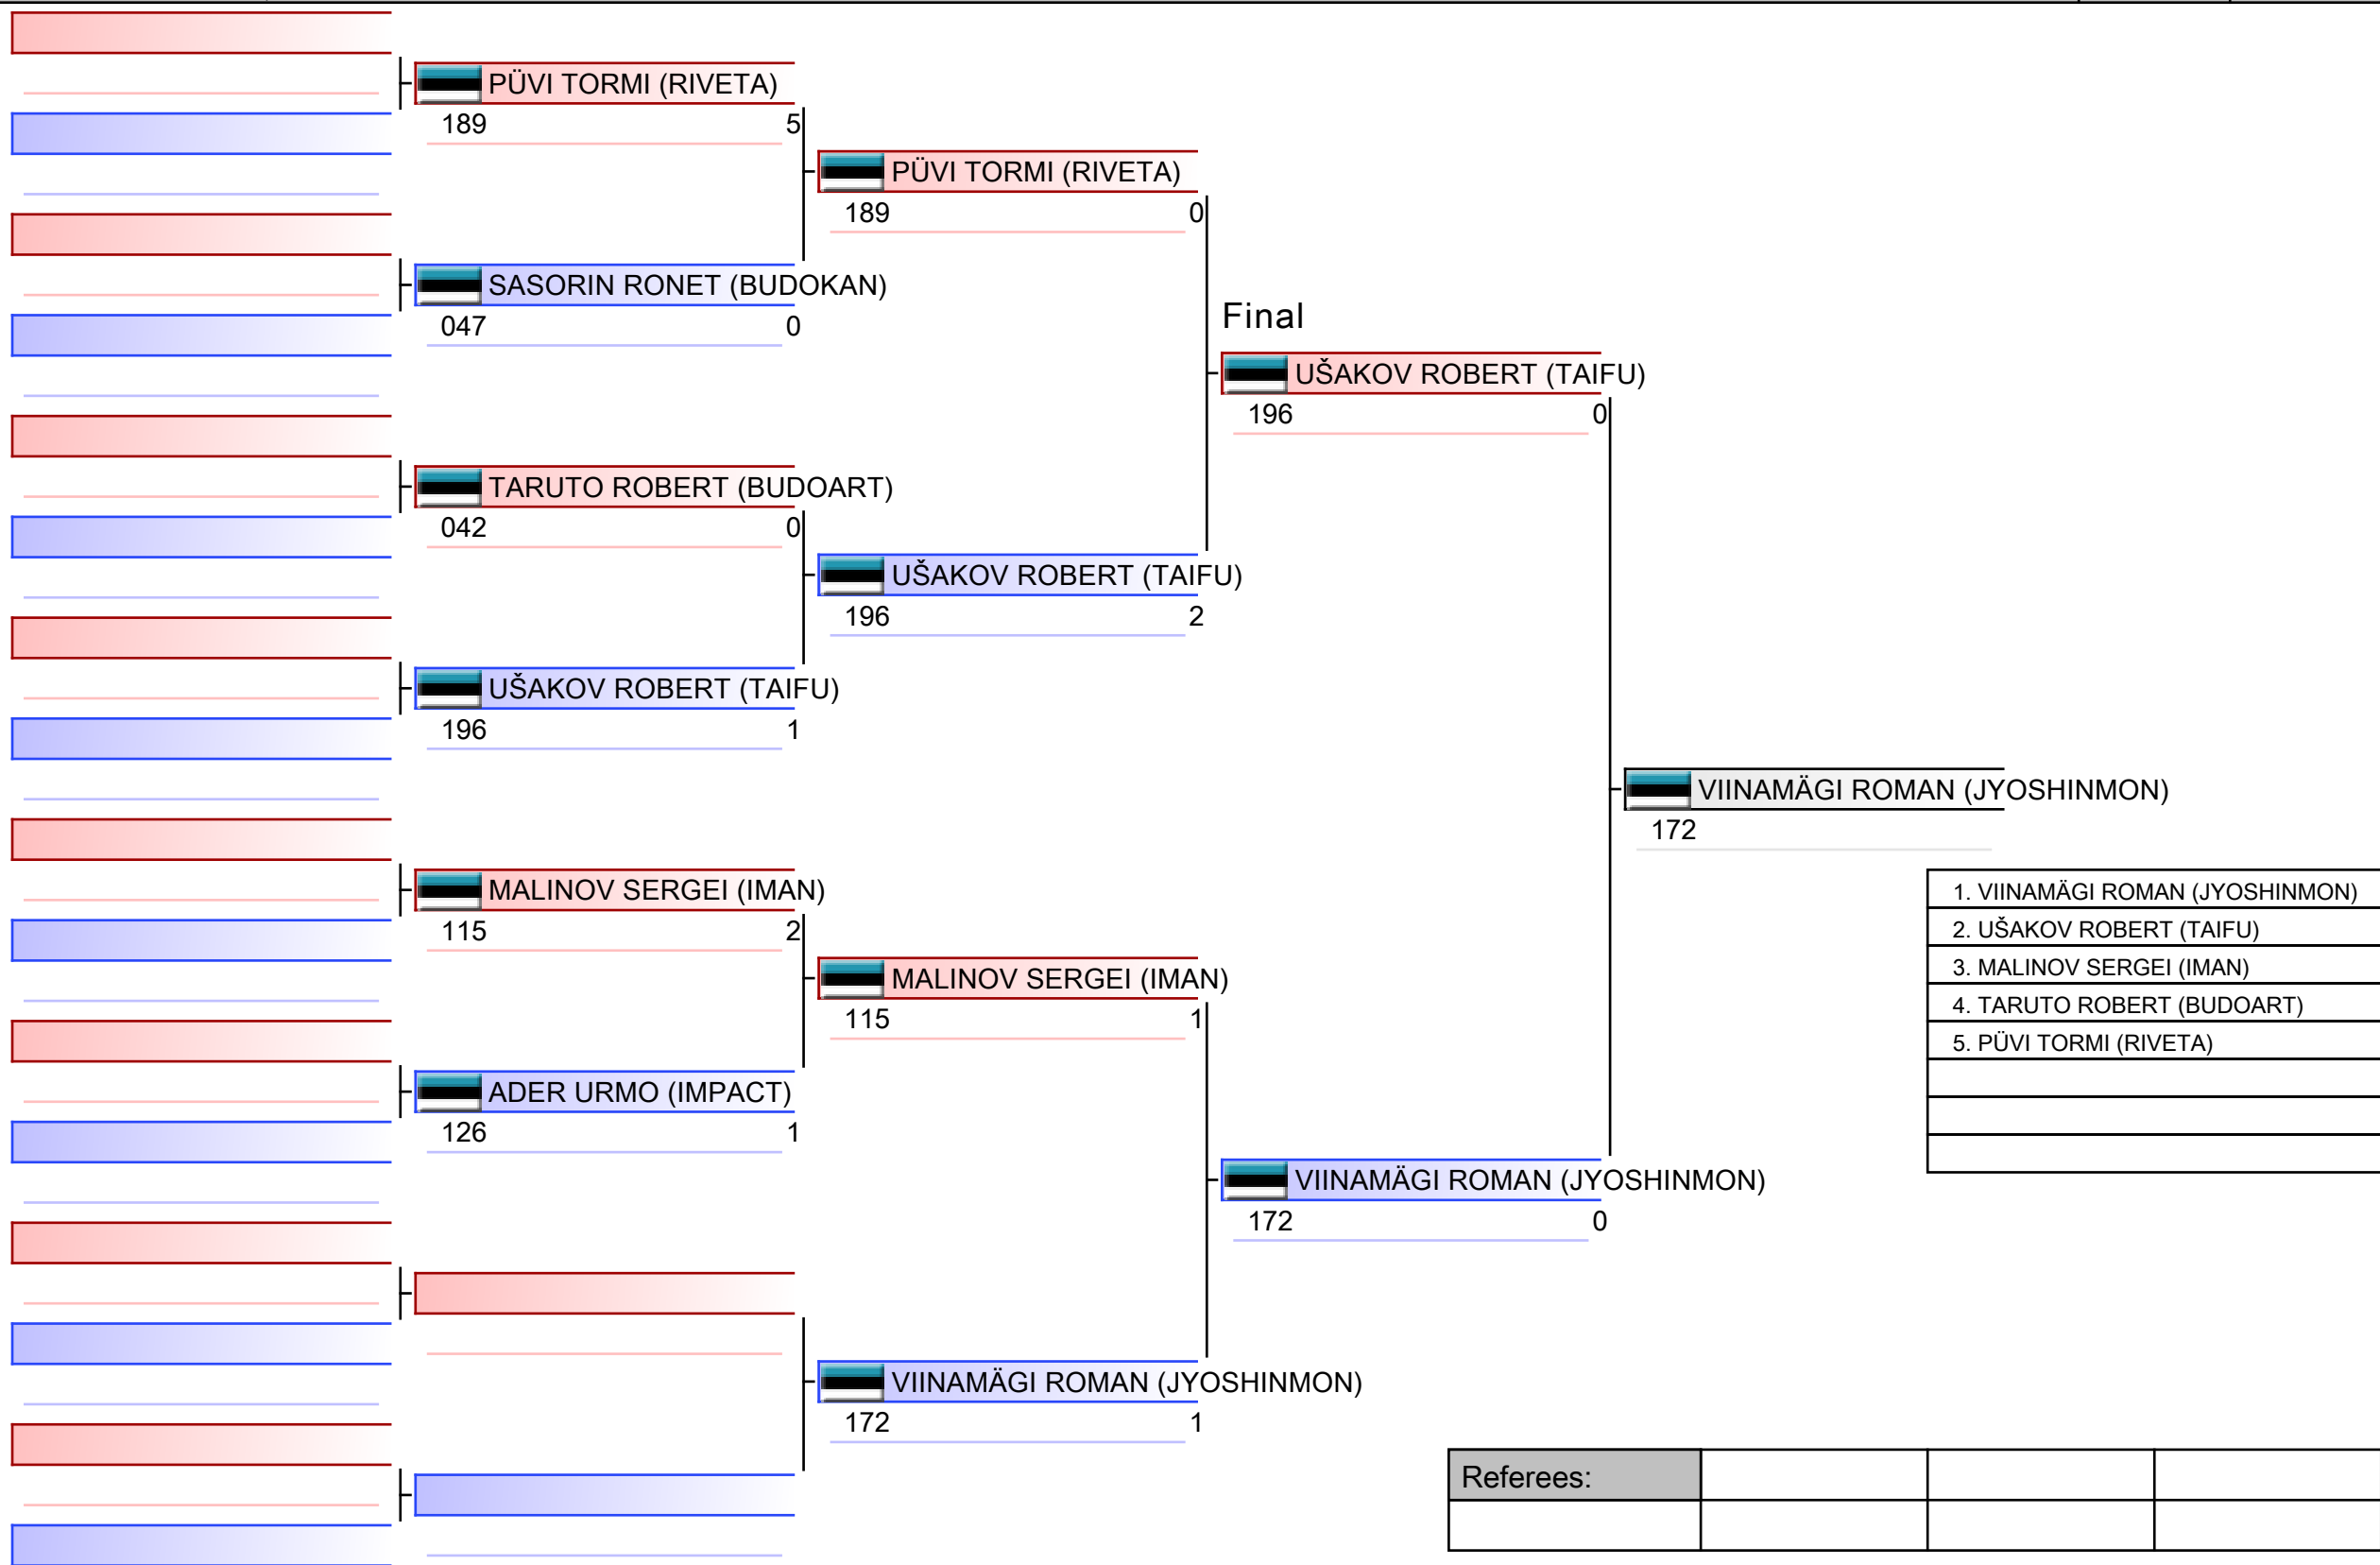 PÜVI TORMI (RIVETA)
189 5
PÜVI TORMI (RIVETA)
189 0
SASORIN RONET (BUDOKAN)
047 0
Final
UŠAKOV ROBERT (TAIFU)
196 0
TARUTO ROBERT (BUDOART)
042 0
UŠAKOV ROBERT (TAIFU)
196 2
UŠAKOV ROBERT (TAIFU)
196 1
VIINAMÄGI ROMAN (JYOSHINMON)
172
MALINOV SERGEI (IMAN)
115 2
1. VIINAMÄGI ROMAN (JYOSHINMON)
2. UŠAKOV ROBERT (TAIFU)
3. MALINOV SERGEI (IMAN)
4. TARUTO ROBERT (BUDOART)
5. PÜVI TORMI (RIVETA)
MALINOV SERGEI (IMAN)
115 1
ADER URMO (IMPACT)
126 1
VIINAMÄGI ROMAN (JYOSHINMON)
172 0
VIINAMÄGI ROMAN (JYOSHINMON)
172 1
Referees: